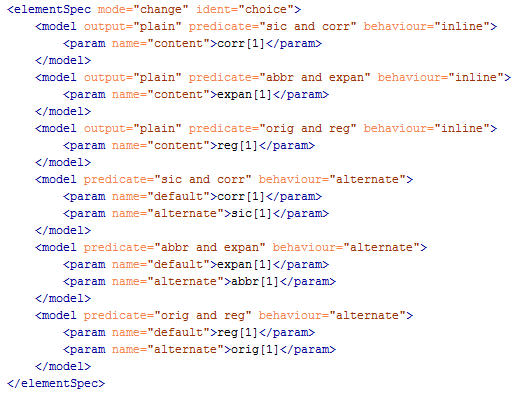 <elementSpec mode="change" ident="choice">
<model output="plain" predicate="sic and corr" behaviour="inline">
<param name="content">corr[1]</param>
</model>
<model output="plain" predicate="abbr and expan" behaviour="inline">
<param name="content">expan[1]</param>
</model>
<model output="plain" predicate="orig and reg" behaviour="inline">
<param name="content">reg[1]</param>
</model>
<model predicate="sic and corr" behaviour="alternate">
<param name="default">corr[1]</param>
<param name="alternate">sic[1]</param>
</model>
<model predicate="abbr and expan" behaviour="alternate">
<param name="default">expan[1]</param>
<param name="alternate">abbr[1]</param>
</model>
<model predicate="orig and reg" behaviour="alternate">
<param name="default">reg[1]</param>
<param name="alternate">orig[1]</param>
</model>
</elementSpec>